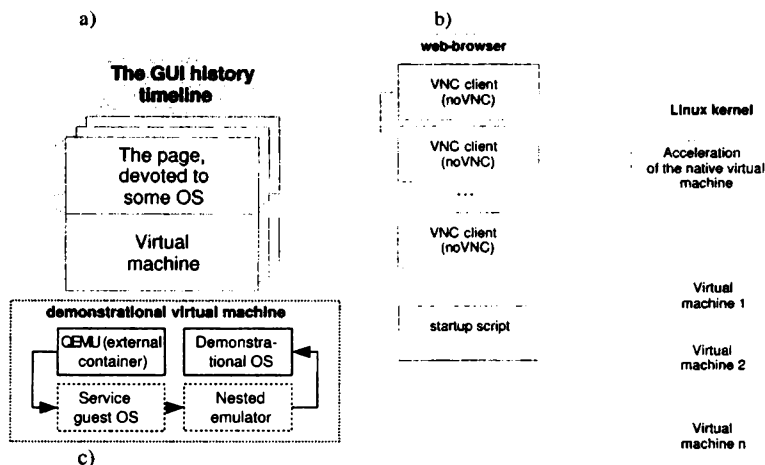 a)
The GUI history
timeline
The page,
devoted to
some OS
Virtual
machine
demonstrational virtual machine
QEMU (external
container)
Demonstra-
tional OS
Service
guest OS
Nested
emulator
c)
b)
web-browser
VNC client
(noVNC)
VNC client
(noVNC)
...
VNC client
(noVNC)
startup script
Linux kernel
Acceleration
of the native virtual
machine
Virtual
machine 1
Virtual
machine 2
Virtual
machine n